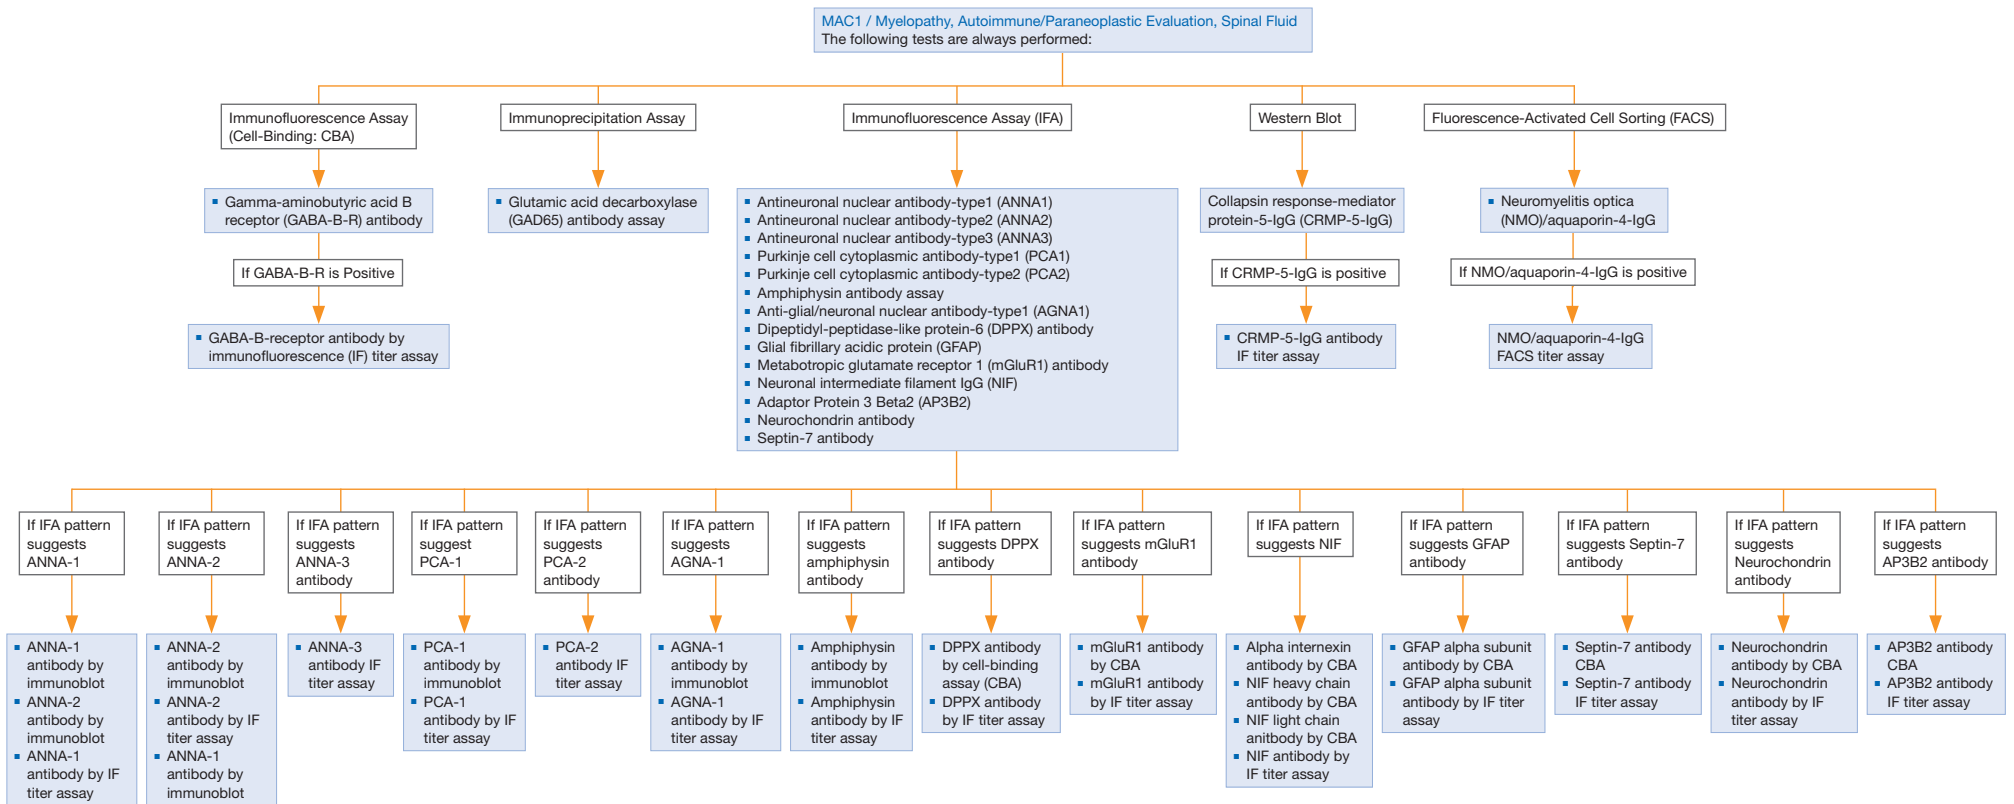 MAC1 / Myelopathy, Autoimmune/Paraneoplastic Evaluation, Spinal Fluid
The following tests are always performed:
Immunofluorescence Assay
(Cell-Binding: CBA)
Immunoprecipitation Assay
Immunofluorescence Assay (IFA)
Western Blot
Fluorescence-Activated Cell Sorting (FACS)
▪ Gamma-aminobutyric acid B
receptor (GABA-B-R) antibody
If GABA-B-R is Positive
▪ GABA-B-receptor antibody by
immunofluorescence (IF) titer assay
▪ Glutamic acid decarboxylase
(GAD65) antibody assay
▪ Antineuronal nuclear antibody-type1 (ANNA1)
▪ Antineuronal nuclear antibody-type2 (ANNA2)
▪ Antineuronal nuclear antibody-type3 (ANNA3)
▪ Purkinje cell cytoplasmic antibody-type1 (PCA1)
▪ Purkinje cell cytoplasmic antibody-type2 (PCA2)
▪ Amphiphysin antibody assay
▪ Anti-glial/neuronal nuclear antibody-type1 (AGNA1)
▪ Dipeptidyl-peptidase-like protein-6 (DPPX) antibody
▪ Glial fibrillary acidic protein (GFAP)
▪ Metabotropic glutamate receptor 1 (mGluR1) antibody
▪ Neuronal intermediate filament IgG (NIF)
▪ Adaptor Protein 3 Beta2 (AP3B2)
▪ Neurochondrin antibody
▪ Septin-7 antibody
Collapsin response-mediator
protein-5-IgG (CRMP-5-IgG)
If CRMP-5-IgG is positive
▪ CRMP-5-IgG antibody
IF titer assay
▪ Neuromyelitis optica
(NMO)/aquaporin-4-IgG
If NMO/aquaporin-4-IgG is positive
NMO/aquaporin-4-IgG
FACS titer assay
If IFA pattern
suggests
ANNA-1
▪ ANNA-1
antibody by
immunoblot
▪ ANNA-2
antibody by
immunoblot
▪ ANNA-1
antibody by IF
titer assay
If IFA pattern
suggests
ANNA-2
▪ ANNA-2
antibody by
immunoblot
▪ ANNA-2
antibody by IF
titer assay
▪ ANNA-1
antibody by
immunoblot
If IFA pattern
suggests
ANNA-3
antibody
▪ ANNA-3
antibody IF
titer assay
If IFA pattern
suggest
PCA-1
▪ PCA-1
antibody by
immunoblot
▪ PCA-1
antibody by IF
titer assay
If IFA pattern
suggests
PCA-2
antibody
▪ PCA-2
antibody IF
titer assay
If IFA pattern
suggests
AGNA-1
▪ AGNA-1
antibody by
immunoblot
▪ AGNA-1
antibody by IF
titer assay
If IFA pattern
suggests
amphiphysin
antibody
▪ Amphiphysin
antibody by
immunoblot
▪ Amphiphysin
antibody by IF
titer assay
If IFA pattern
suggests DPPX
antibody
▪ DPPX antibody
by cell-binding
assay (CBA)
▪ DPPX antibody
by IF titer assay
If IFA pattern
suggests mGluR1
antibody
▪ mGluR1 antibody
by CBA
▪ mGluR1 antibody
by IF titer assay
If IFA pattern
suggests NIF
▪ Alpha internexin
antibody by CBA
▪ NIF heavy chain
antibody by CBA
▪ NIF light chain
anitbody by CBA
▪ NIF antibody by
IF titer assay
If IFA pattern
suggests GFAP
antibody
▪ GFAP alpha subunit
antibody by CBA
▪ GFAP alpha subunit
antibody by IF titer
assay
If IFA pattern
suggests Septin-7
antibody
▪ Septin-7 antibody
CBA
▪ Septin-7 antibody
IF titer assay
If IFA pattern
suggests
Neurochondrin
antibody
▪ Neurochondrin
antibody by CBA
▪ Neurochondrin
antibody by IF
titer assay
If IFA pattern
suggests
AP3B2 antibody
▪ AP3B2 antibody
CBA
▪ AP3B2 antibody
IF titer assay